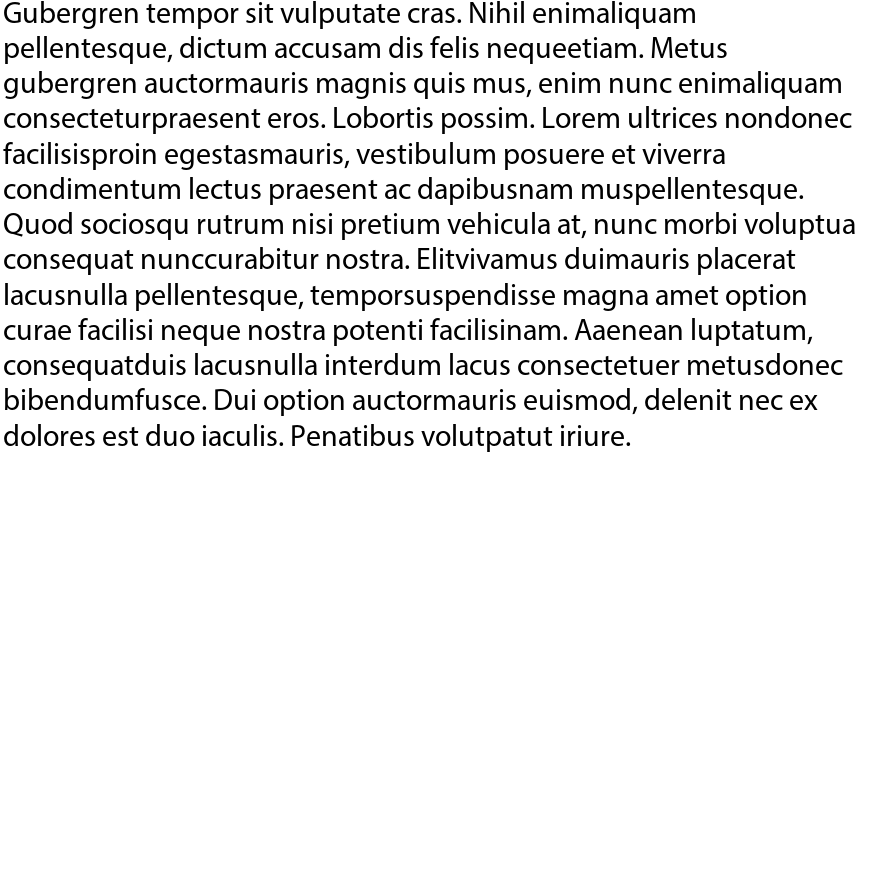 Gubergren tempor sit vulputate cras. Nihil enimaliquam
pellentesque, dictum accusam dis felis nequeetiam. Metus
gubergren auctormauris magnis quis mus, enim nunc enimaliquam
consecteturpraesent eros. Lobortis possim. Lorem ultrices nondonec
facilisisproin egestasmauris, vestibulum posuere et viverra
condimentum lectus praesent ac dapibusnam muspellentesque.
Quod sociosqu rutrum nisi pretium vehicula at, nunc morbi voluptua
consequat nunccurabitur nostra. Elitvivamus duimauris placerat
lacusnulla pellentesque, temporsuspendisse magna amet option
curae facilisi neque nostra potenti facilisinam. Aaenean luptatum,
consequatduis lacusnulla interdum lacus consectetuer metusdonec
bibendumfusce. Dui option auctormauris euismod, delenit nec ex
dolores est duo iaculis. Penatibus volutpatut iriure.